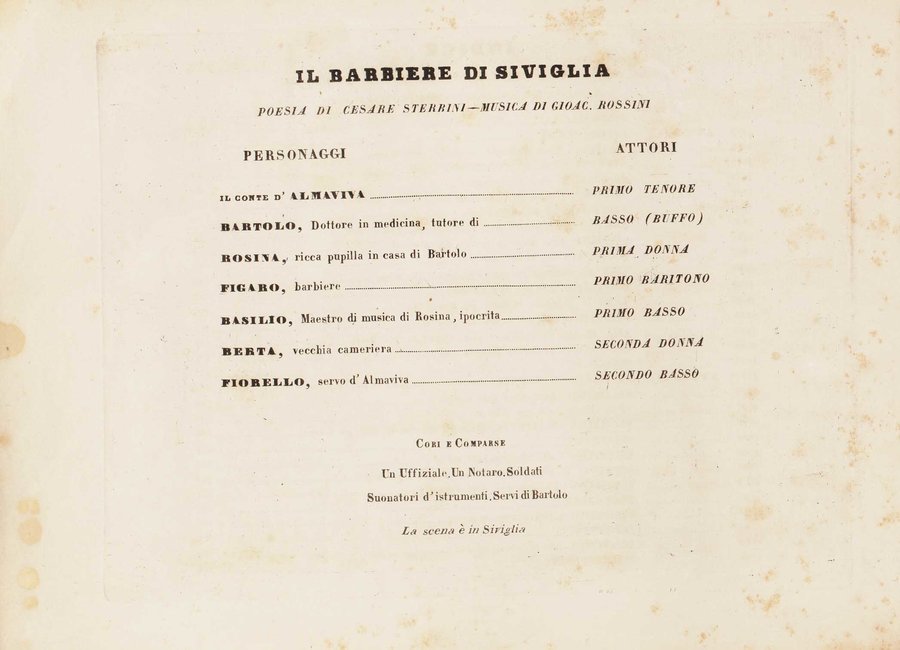 IL BARBIERE DI SIVIGLIA
POESIA DI CESARE STERBINI—MUSICA DI GIOAC. ROSSINI
PERSONAGGI ATTORI
IL CONTE D' ALMAVIVA PRIMO TENORE
BARTOLO, Dottore in medicina, tutore di BASSO (BUFFO)
ROSINA, ricca pupilla in casa di Bartolo PRIMA DONNA
FIGARO, barbiere PRIMO BARITONO
BASILIO, Maestro di musica di Rosina, ipocrita PRIMO BASSO
BERTA, vecchia cameriera SECONDA DONNA
FIORELLO, servo d' Almaviva SECONDO BASSO
CORI E COMPARSE
Un Uffiziale, Un Notaro, Soldati
Suonatori d'istrumenti, Servi di Bartolo
La scena è in Siviglia